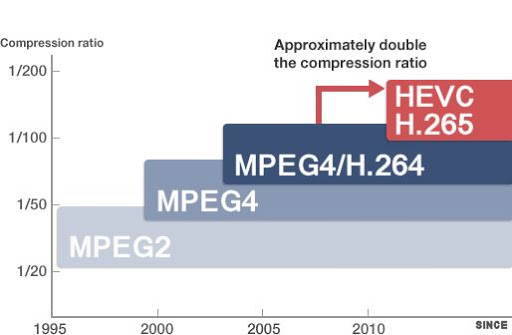 Compression ratio
Approximately double
the compression ratio
1/200
HEVC
H.265
1/100
MPEG4/H.264
1/50
MPEG4
MPEG2
1/20
1995
2000
2005
2010
SINCE